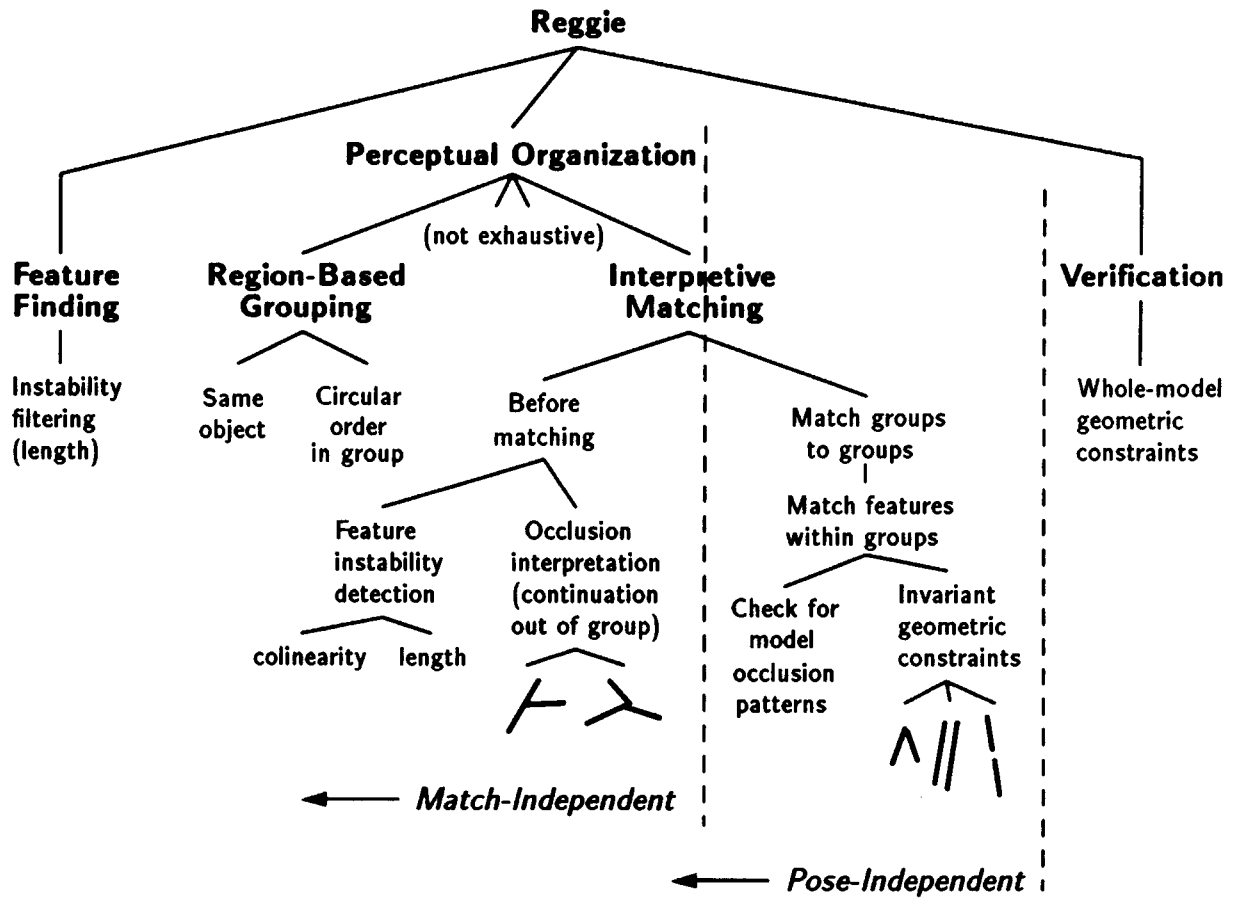 Reggie
Perceptual Organization
(not exhaustive)
Feature
Finding
Region-Based
Grouping
Interpretive
Matching
Verification
Instability
filtering
(length)
Same
object
Circular
order
in group
Before
matching
Match groups
to groups
Whole-model
geometric
constraints
Feature
instability
detection
Occlusion
interpretation
(continuation
out of group)
Match features
within groups
colinearity
length
Check for
model
occlusion
patterns
Invariant
geometric
constraints
Match-Independent
Pose-Independent